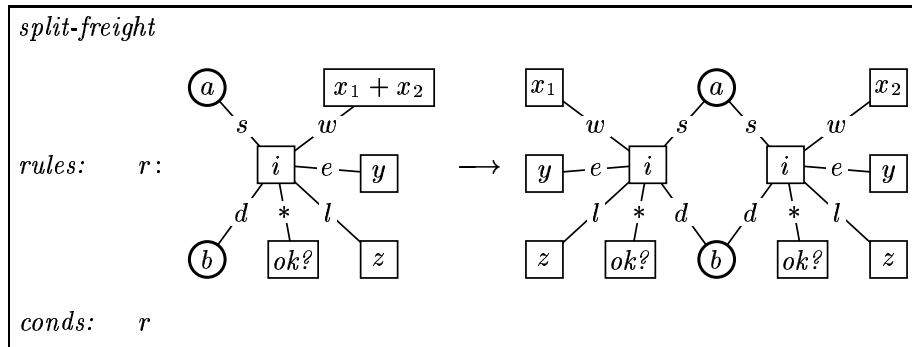 split-freight
a x₁ + x₂ x₁ a x₂
s w w s s w
rules: r: i e y → y e i i e y
d * l l * d d * l
b ok? z z ok? b ok? z
conds: r